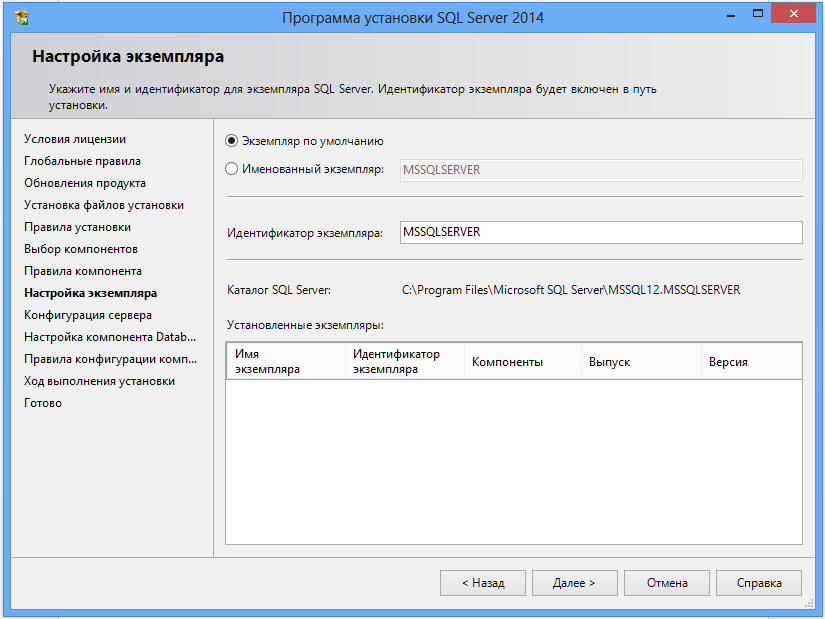 Программа установки SQL Server 2014
Настройка экземпляра
Укажите имя и идентификатор для экземпляра SQL Server. Идентификатор экземпляра будет включен в путь
установки.
Условия лицензии
Глобальные правила
Обновления продукта
Установка файлов установки
Правила установки
Выбор компонентов
Правила компонента
Настройка экземпляра
Конфигурация сервера
Настройка компонента Datab...
Правила конфигурации комп...
Ход выполнения установки
Готово
Экземпляр по умолчанию
Именованный экземпляр: MSSQLSERVER
Идентификатор экземпляра: MSSQLSERVER
Каталог SQL Server: C:\Program Files\Microsoft SQL Server\MSSQL12.MSSQLSERVER
Установленные экземпляры:
Имя экземпляра
Идентификатор экземпляра
Компоненты
Выпуск
Версия
< Назад
Далее >
Отмена
Справка